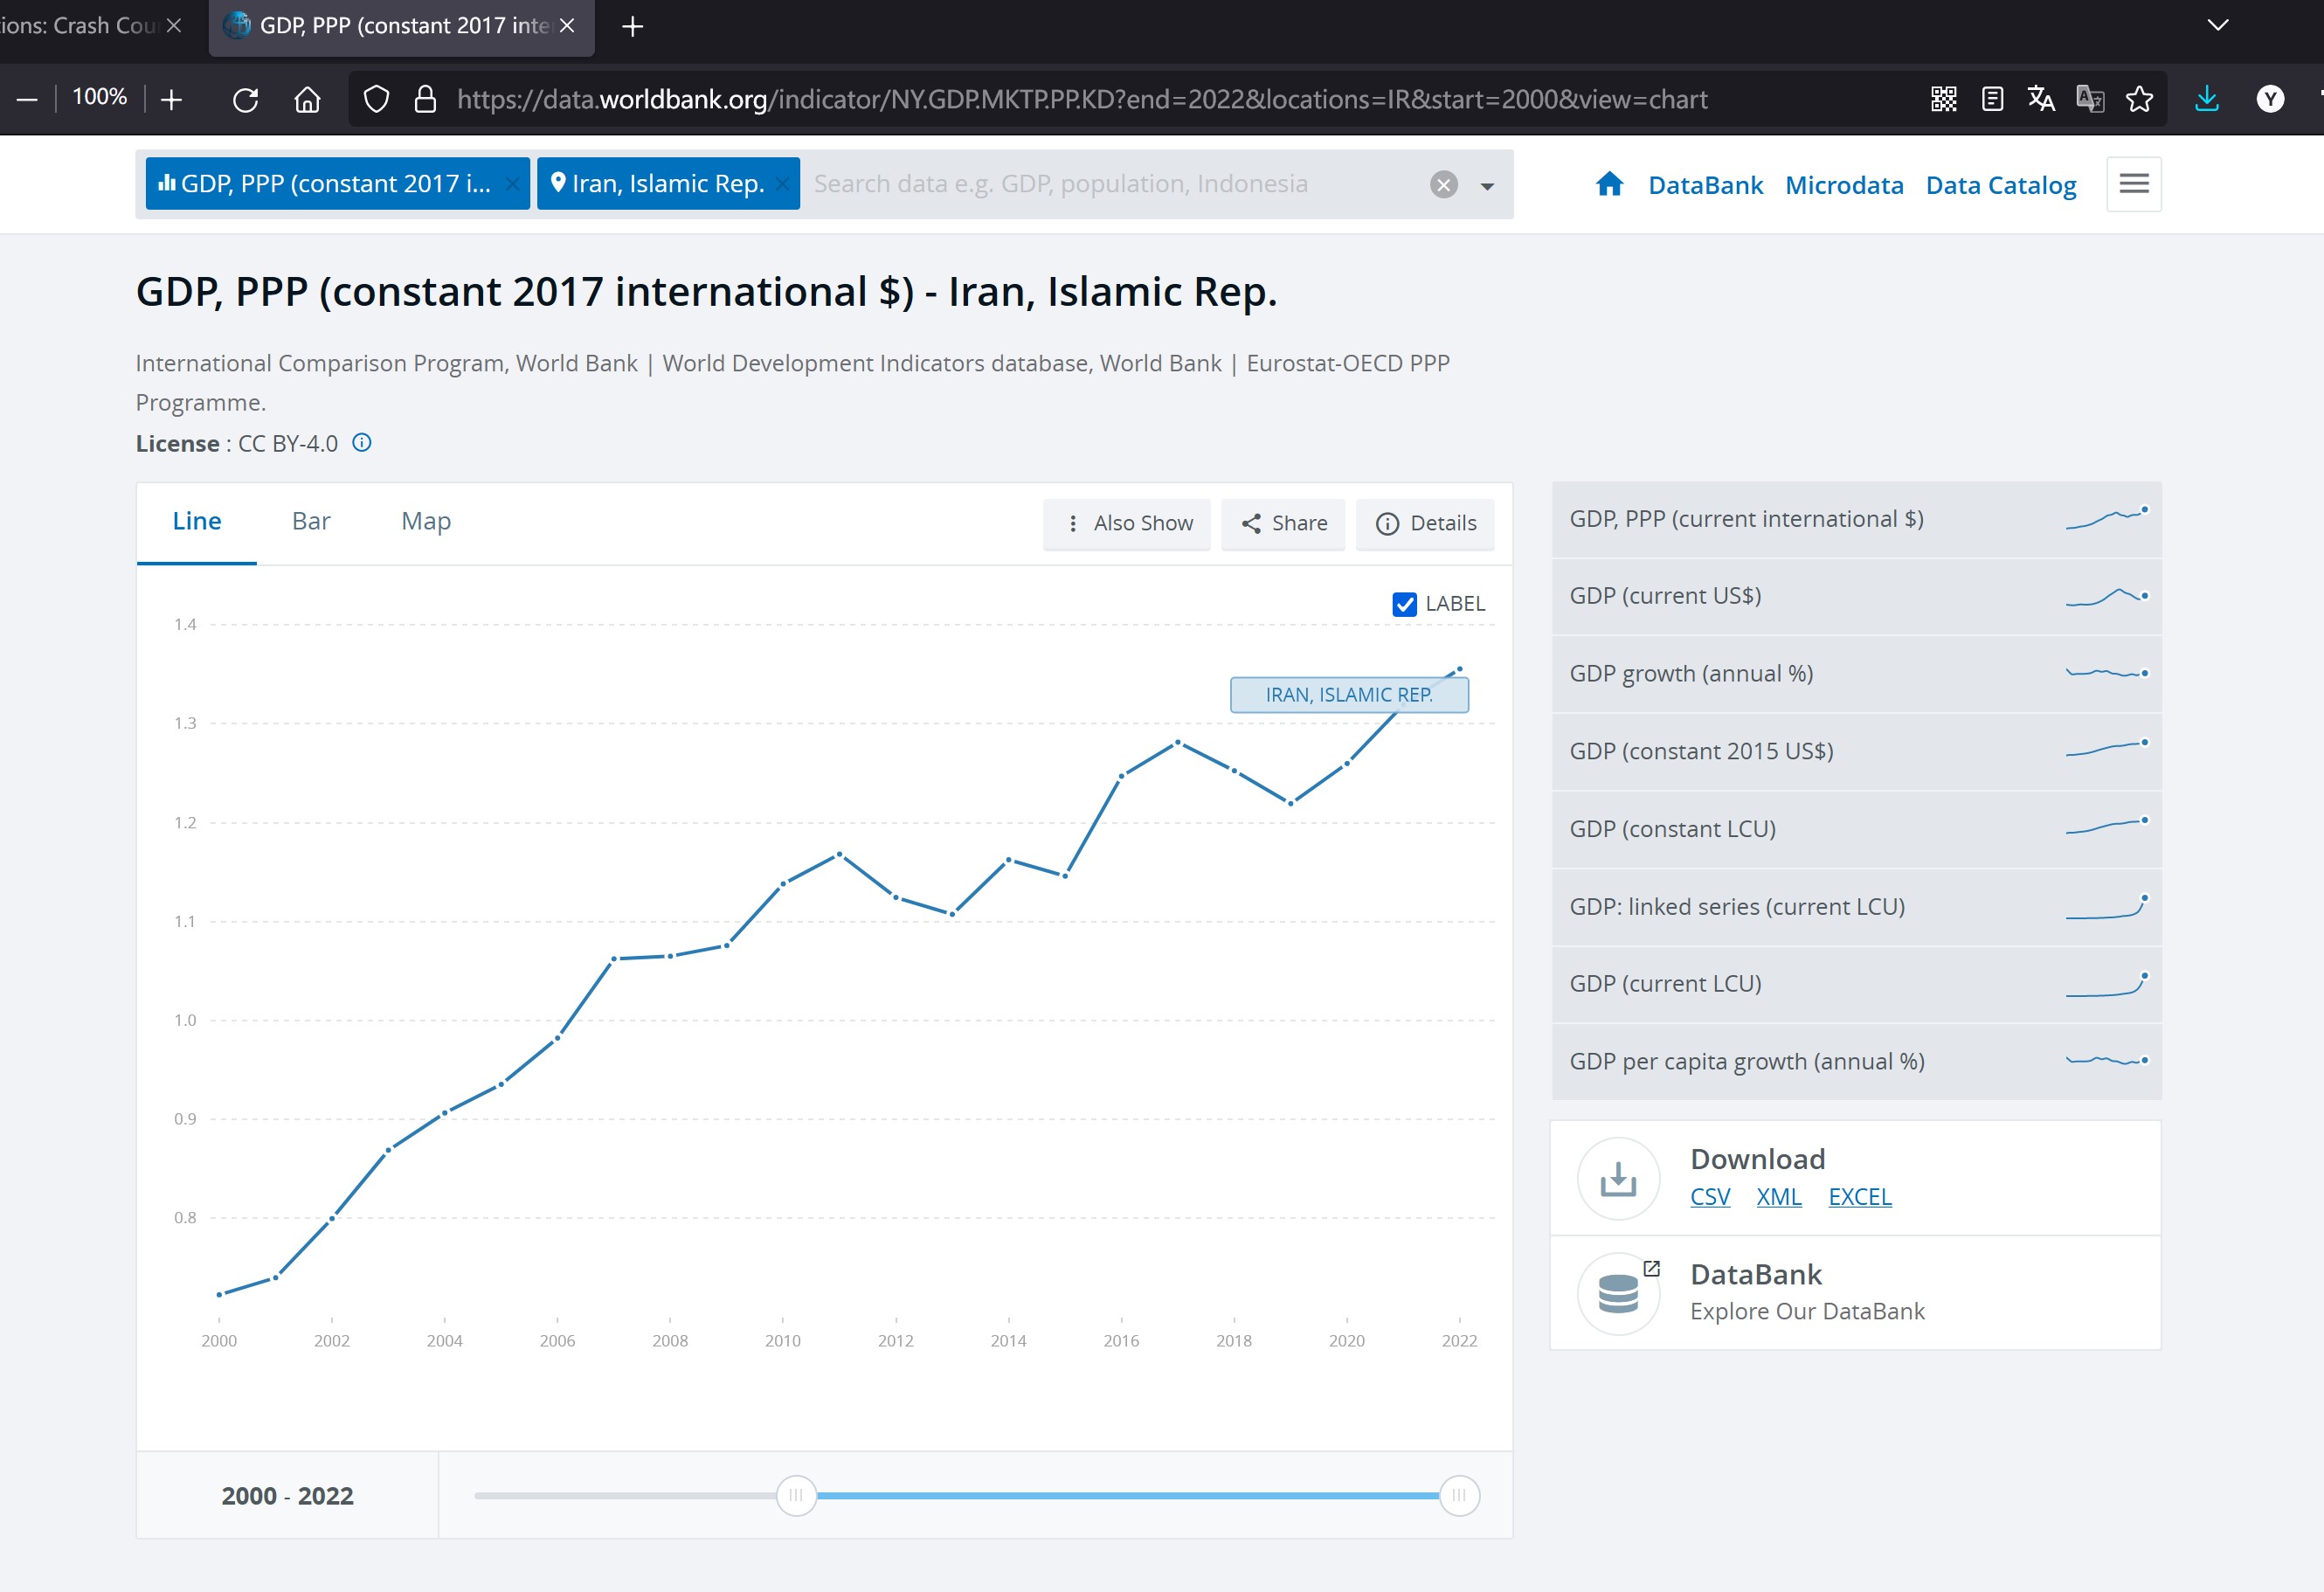 ions: Crash Cou
GDP, PPP (constant 2017 inte
100%
https://data.worldbank.org/indicator/NY.GDP.MKTP.PP.KD?end=2022&locations=IR&start=2000&view=chart
Y
GDP, PPP (constant 2017 i...
Iran, Islamic Rep.
Search data e.g. GDP, population, Indonesia
DataBank
Microdata
Data Catalog
GDP, PPP (constant 2017 international $) - Iran, Islamic Rep.
International Comparison Program, World Bank | World Development Indicators database, World Bank | Eurostat-OECD PPP
Programme.
License : CC BY-4.0
Line
Bar
Map
Also Show
Share
Details
LABEL
1.4
IRAN, ISLAMIC REP.
1.3
1.2
1.1
1.0
0.9
0.8
2000
2002
2004
2006
2008
2010
2012
2014
2016
2018
2020
2022
2000 - 2022
GDP, PPP (current international $)
GDP (current US$)
GDP growth (annual %)
GDP (constant 2015 US$)
GDP (constant LCU)
GDP: linked series (current LCU)
GDP (current LCU)
GDP per capita growth (annual %)
Download
CSV XML EXCEL
DataBank
Explore Our DataBank